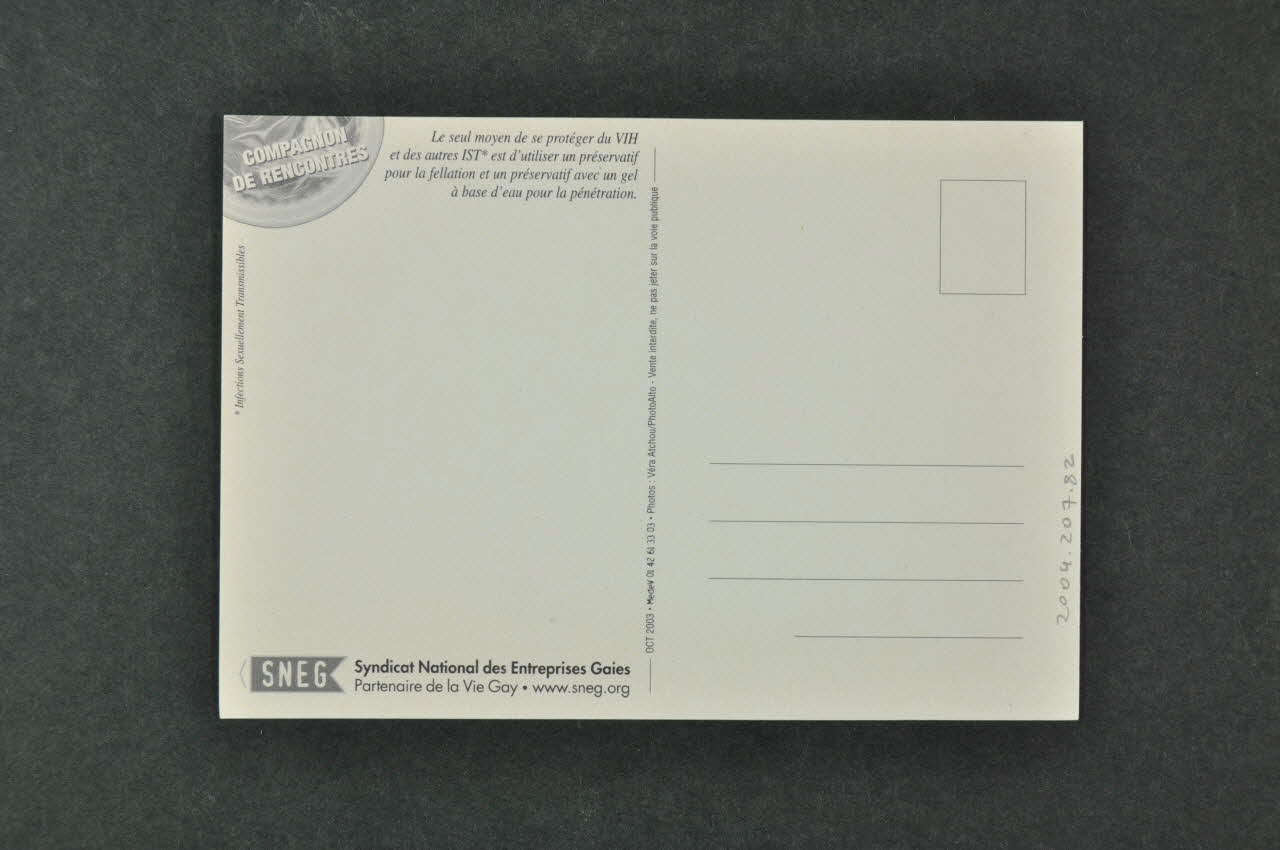 COMPAGNON
DE RENCONTRES
Le seul moyen de se protéger du VIH
et des autres IST* est d'utiliser un préservatif
pour la fellation et un préservatif avec un gel
à base d'eau pour la pénétration.
* Infections Sexuellement Transmissibles
SNEG
Syndicat National des Entreprises Gaies
Partenaire de la Vie Gay • www.sneg.org
OCT 2003 • MedeV 01 42 61 33 03 • Photos : Véra Atchou/PhotoAlto - Vente interdite, ne pas jeter sur la voie publique
2004.207.82